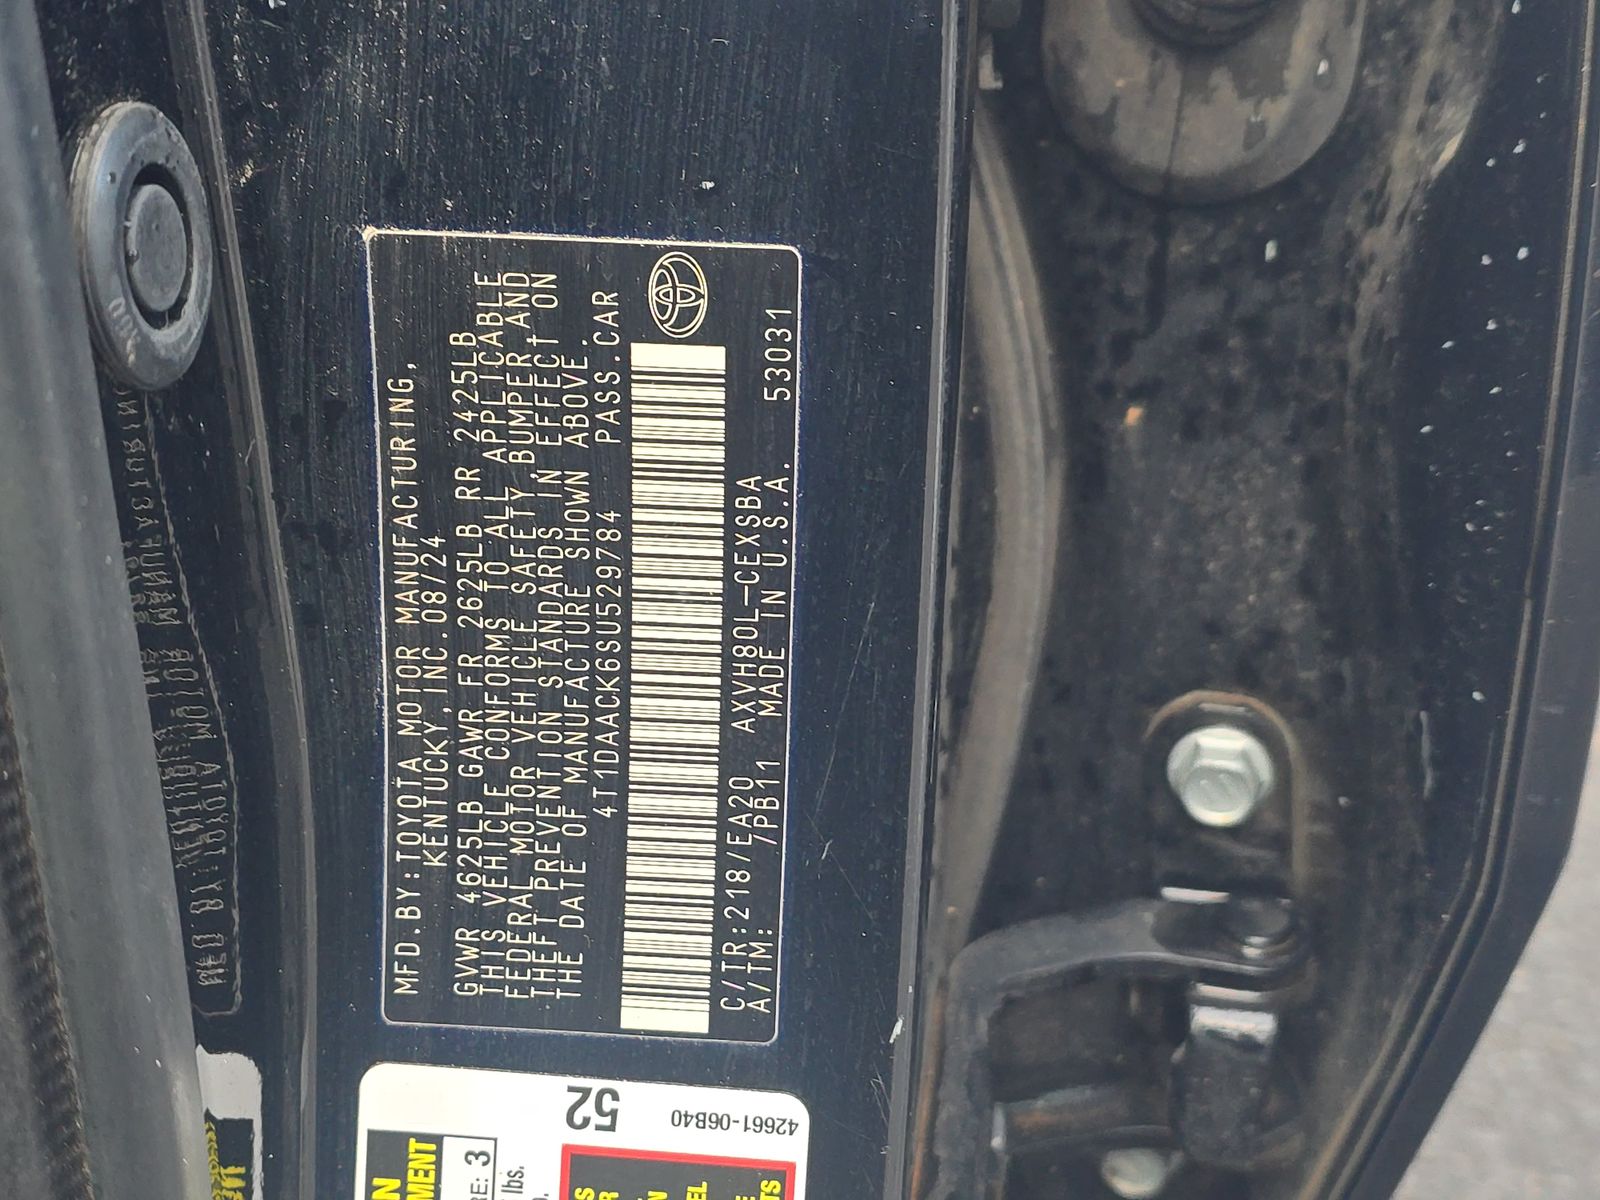 MFD.BY:TOYOTA MOTOR MANUFACTURING,
KENTUCKY,INC.08/24
GVWR 4625LB GAWR FR 2625LB RR 2425LB
THIS VEHICLE CONFORMS TO ALL APPLICABLE
FEDERAL MOTOR VEHICLE SAFETY,BUMPER,AND
THEFT PREVENTION STANDARDS IN EFFECT ON
THE DATE OF MANUFACTURE SHOWN ABOVE.
4T1DAACK6SU529784 PASS.CAR
C/TR:218/EA20 AXVH80L-CEXSBA
A/TM: /PB11 MADE IN U.S.A. 53031
52
42661-06B40
3
lbs.